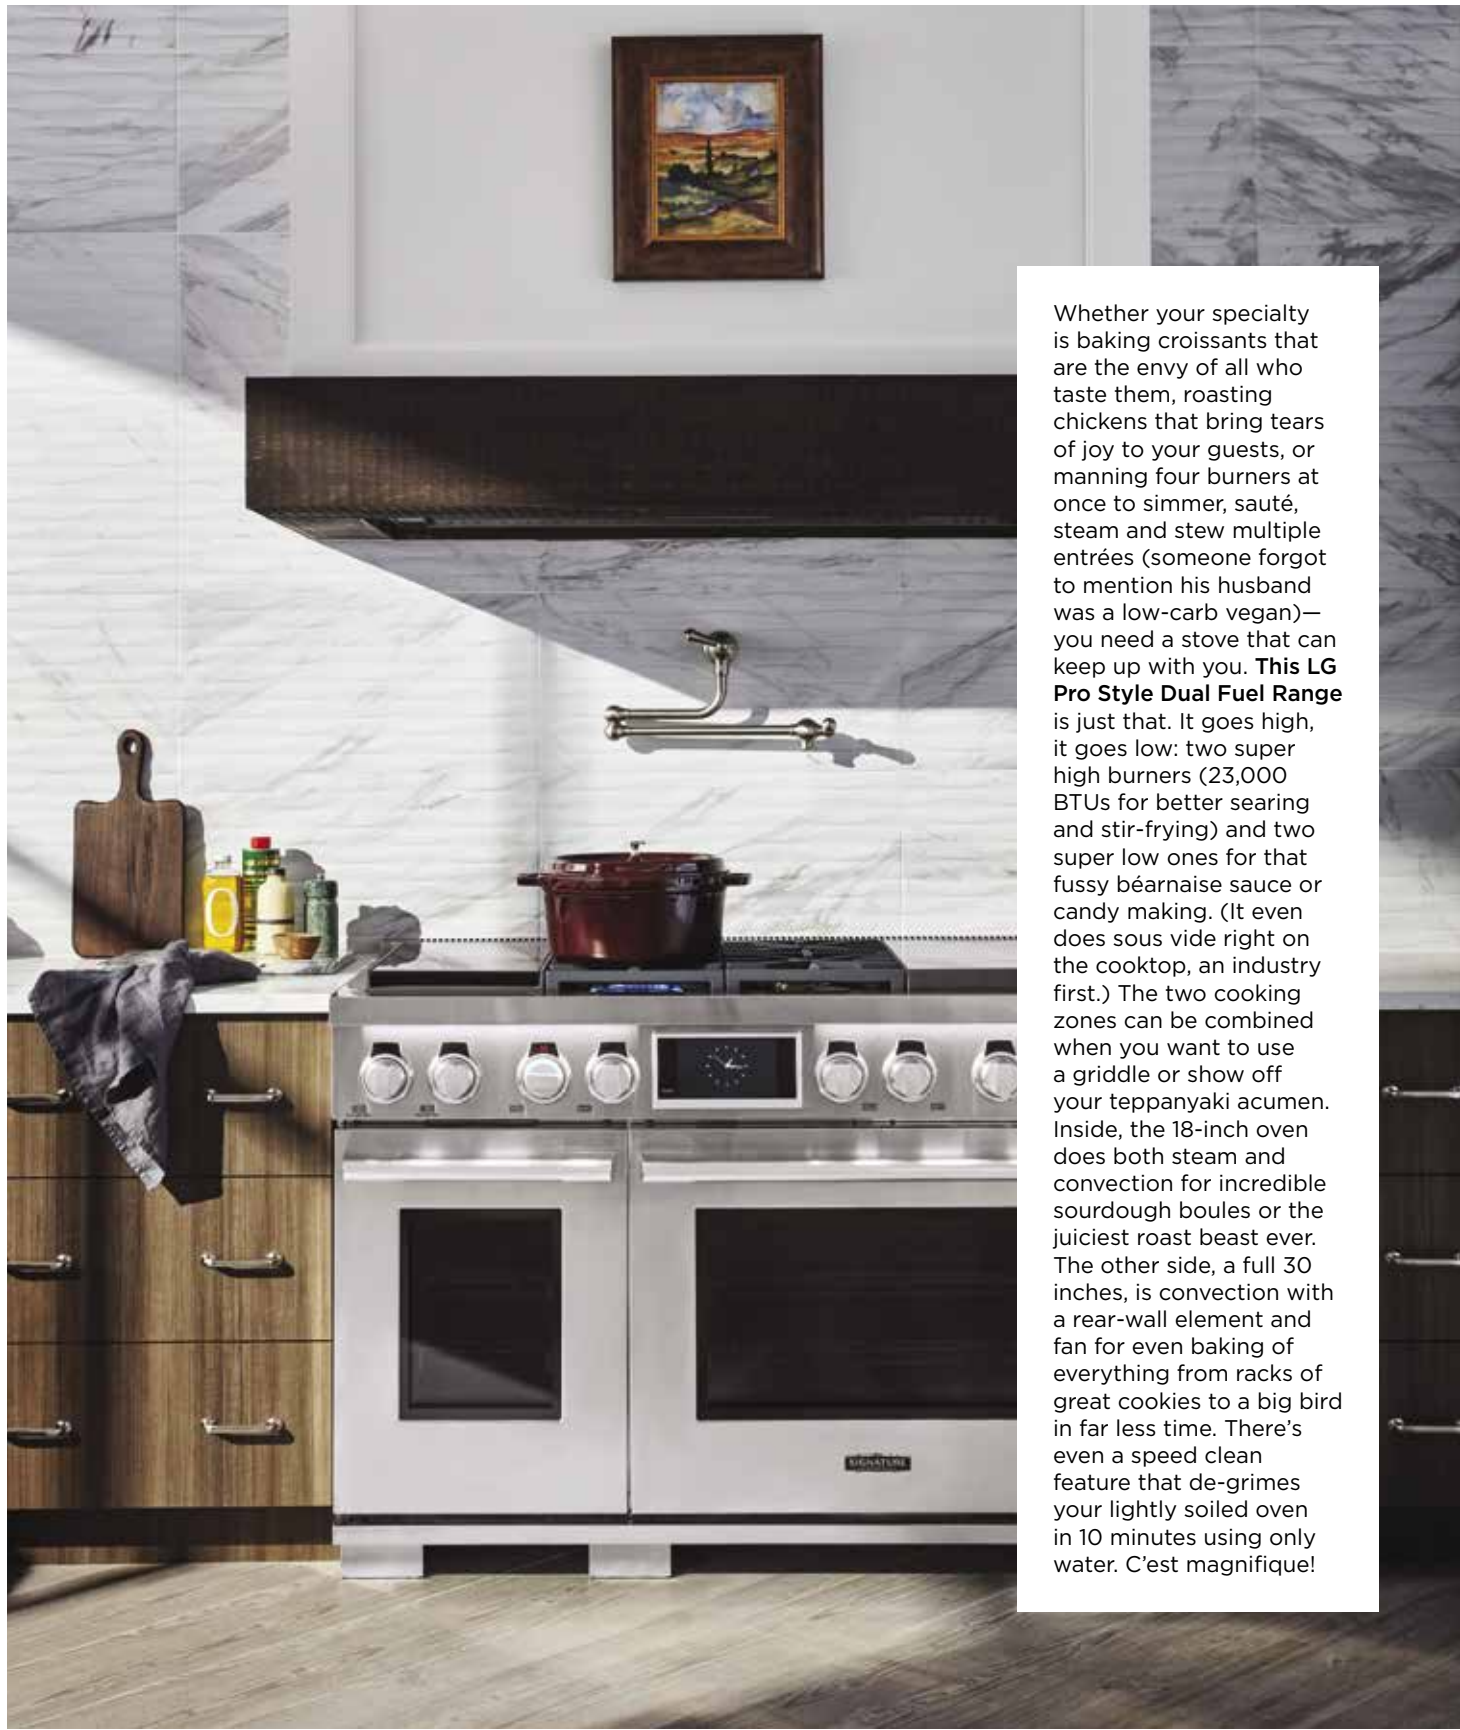 Whether your specialty
is baking croissants that
are the envy of all who
taste them, roasting
chickens that bring tears
of joy to your guests, or
manning four burners at
once to simmer, sauté,
steam and stew multiple
entrées (someone forgot
to mention his husband
was a low-carb vegan)—
you need a stove that can
keep up with you. This LG
Pro Style Dual Fuel Range
is just that. It goes high,
it goes low: two super
high burners (23,000
BTUs for better searing
and stir-frying) and two
super low ones for that
fussy béarnaise sauce or
candy making. (It even
does sous vide right on
the cooktop, an industry
first.) The two cooking
zones can be combined
when you want to use
a griddle or show off
your teppanyaki acumen.
Inside, the 18-inch oven
does both steam and
convection for incredible
sourdough boules or the
juiciest roast beast ever.
The other side, a full 30
inches, is convection with
a rear-wall element and
fan for even baking of
everything from racks of
great cookies to a big bird
in far less time. There’s
even a speed clean
feature that de-grimes
your lightly soiled oven
in 10 minutes using only
water. C’est magnifique!
O
SIGNATURE